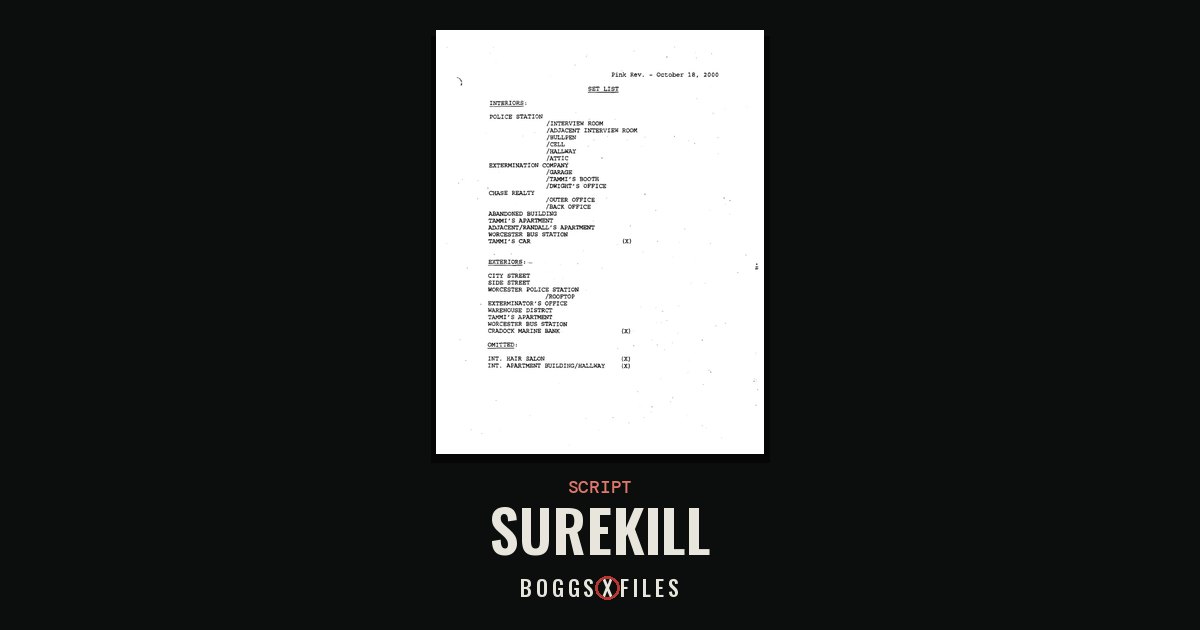 Pink Rev. - October 18, 2000
SET LIST
INTERIORS:
POLICE STATION
/INTERVIEW ROOM
/ADJACENT INTERVIEW ROOM
/BULLPEN
/CELL
/HALLWAY
/ATTIC
EXTERMINATION COMPANY
/GARAGE
/TAMMI'S BOOTH
/DWIGHT'S OFFICE
CHASE REALTY
/OUTER OFFICE
/BACK OFFICE
ABANDONED BUILDING
TAMMI'S APARTMENT
ADJACENT/RANDALL'S APARTMENT
WORCESTER BUS STATION
TAMMI'S CAR (X)
EXTERIORS:
CITY STREET
SIDE STREET
WORCESTER POLICE STATION
/ROOFTOP
EXTERMINATOR'S OFFICE
WAREHOUSE DISTRCT
TAMMI'S APARTMENT
WORCESTER BUS STATION
CRADOCK MARINE BANK (X)
OMITTED:
INT. HAIR SALON (X)
INT. APARTMENT BUILDING/HALLWAY (X)
SCRIPT
SUREKILL
BOGGS X FILES